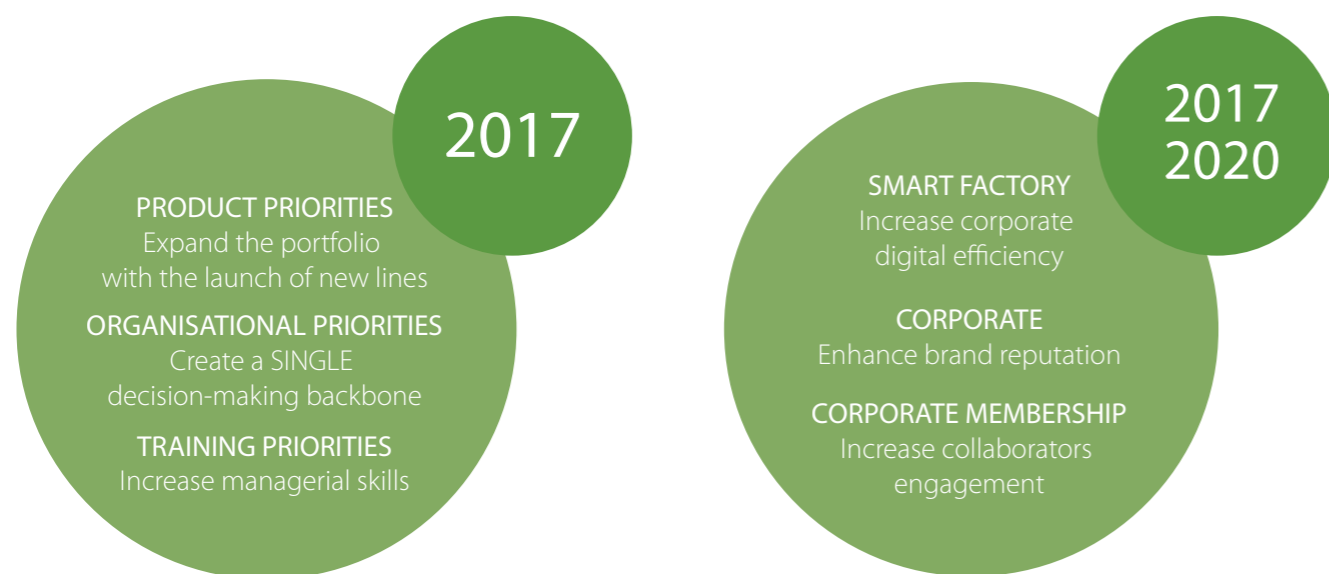 2017
PRODUCT PRIORITIES
Expand the portfolio
with the launch of new lines
ORGANISATIONAL PRIORITIES
Create a SINGLE
decision-making backbone
TRAINING PRIORITIES
Increase managerial skills
2017
2020
SMART FACTORY
Increase corporate
digital efficiency
CORPORATE
Enhance brand reputation
CORPORATE MEMBERSHIP
Increase collaborators
engagement